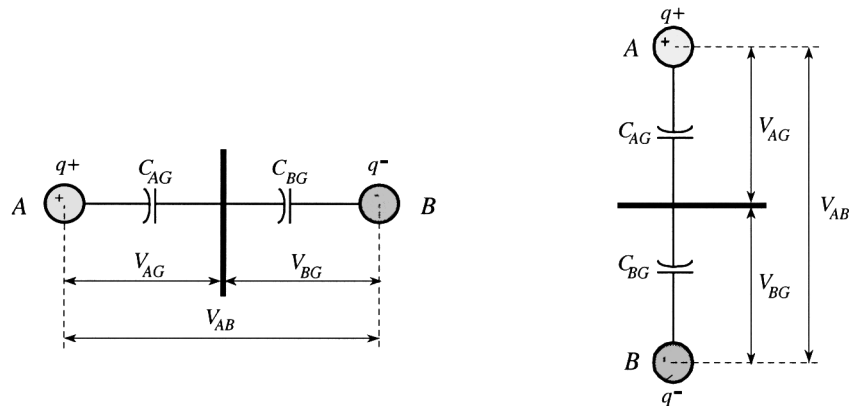 q+
C_AG
C_BG
q-
A
+
-
B
V_AG
V_BG
V_AB
q+
A
+
C_AG
V_AG
V_AB
C_BG
V_BG
B
q-